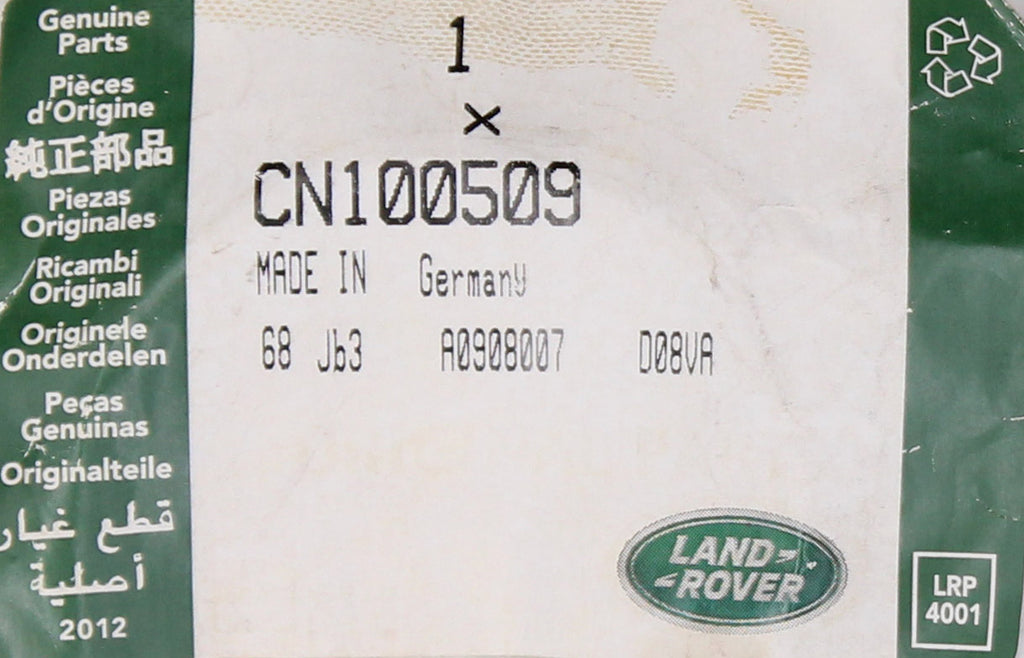 Genuine
Parts
Pièces
d'Origine
純正部品
Piezas
Originales
Ricambi
Originali
Originele
Onderdelen
Peças
Genuinas
Originalteile
قطع غيار
أصلية
2012
1
×
CN100509
MADE IN Germany
68 Jb3 A0908007 D08VA
LAND
ROVER
LRP
4001